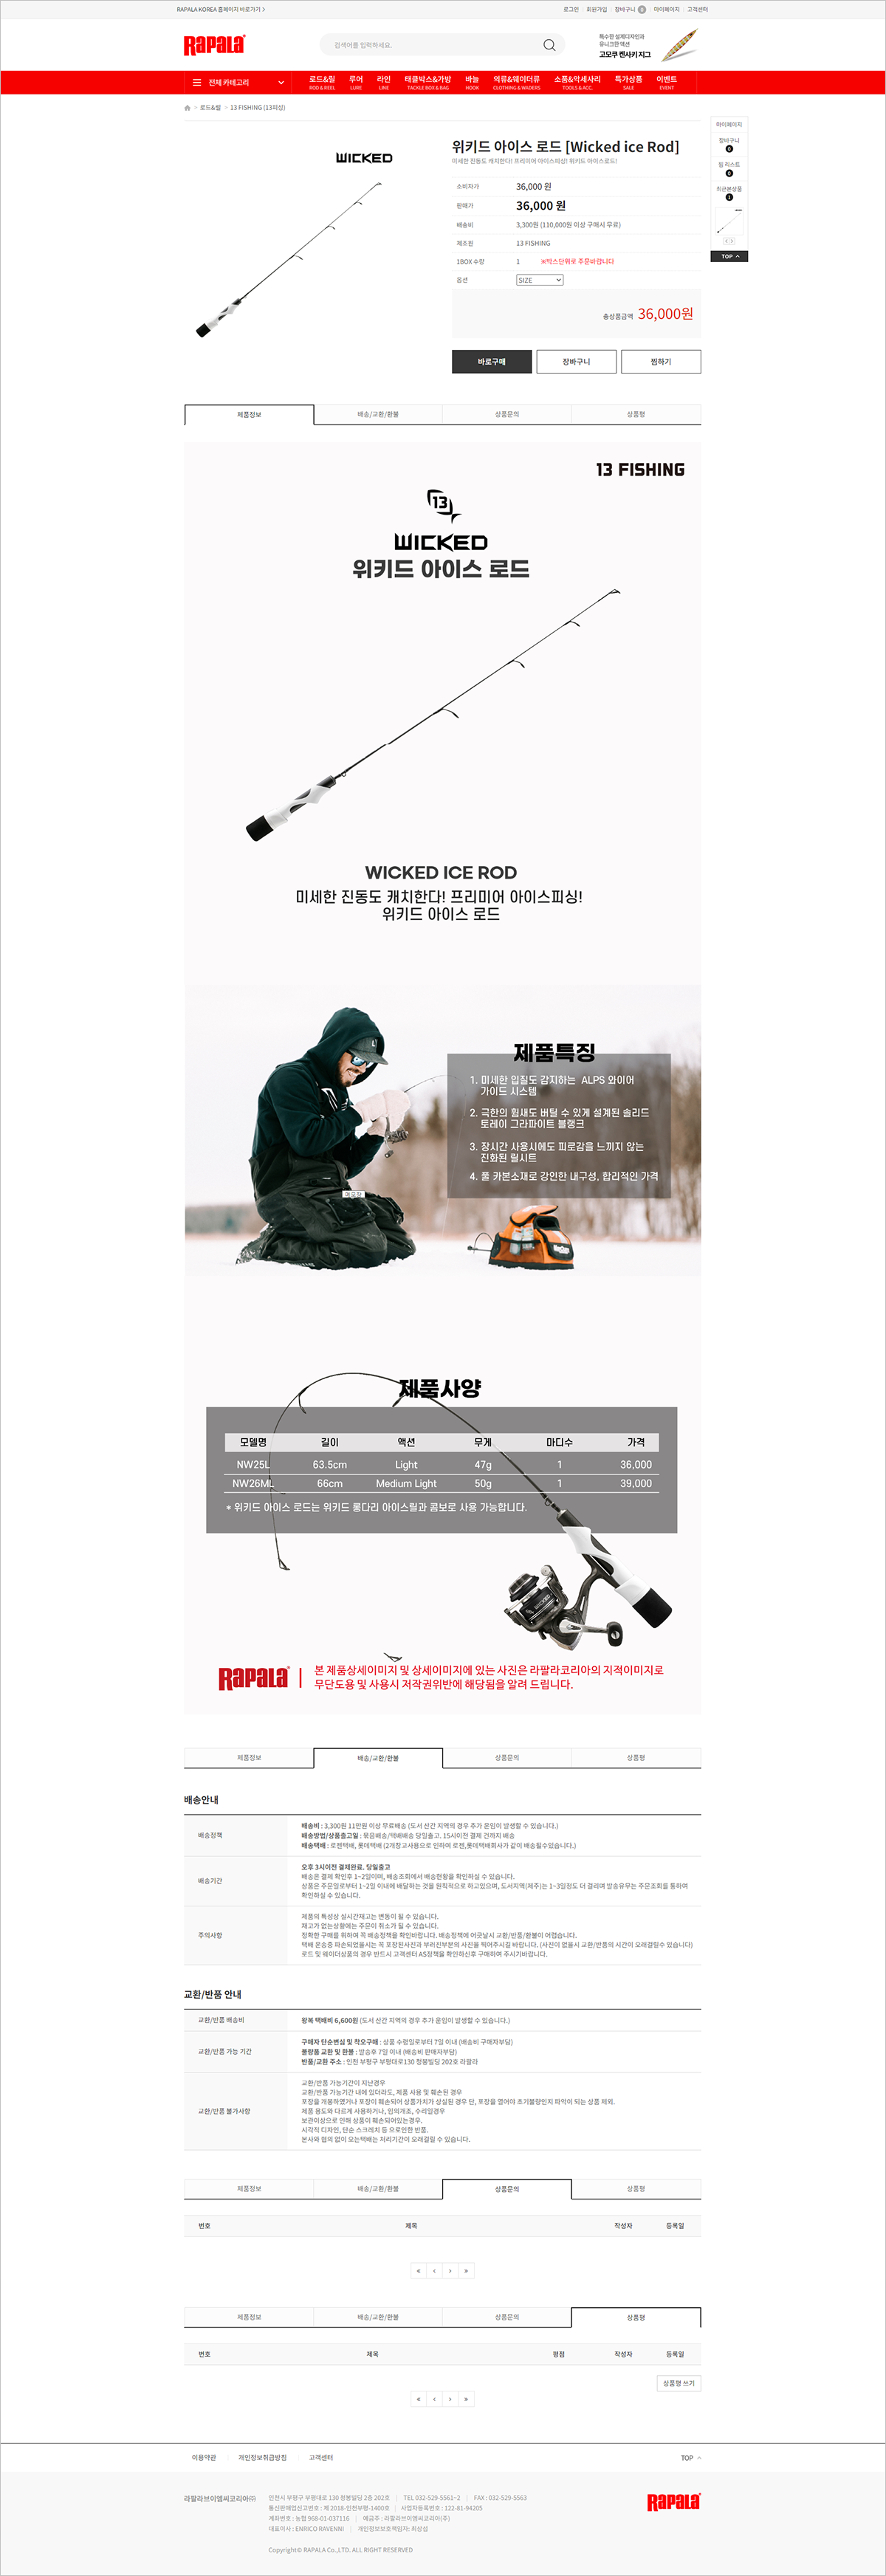 RAPALA KOREA 홈페이지 바로가기 >
로그인 회원가입 장바구니 0 마이페이지 고객센터
RAPALA
검색어를 입력하세요.
특수한 설계디자인과
유니크한 액션
고모쿠 켄사키 지그
전체 카테고리
로드&릴 루어 라인 태클박스&가방 바늘 의류&웨이더류 소품&악세사리 특가상품 이벤트
ROD & REEL LURE LINE TACKLE BOX & BAG HOOK CLOTHING & WADERS TOOLS & ACC. SALE EVENT
> 로드&릴 > 13 FISHING (13피싱)
마이페이지
장바구니
0
찜 리스트
0
최근본상품
1
TOP
WICKED
위키드 아이스 로드 [Wicked ice Rod]
미세한 진동도 캐치한다! 프리미어 아이스피싱! 위키드 아이스로드!
소비자가 36,000 원
판매가 36,000 원
배송비 3,300원 (110,000원 이상 구매시 무료)
제조원 13 FISHING
1BOX 수량 1 ※박스단위로 주문바랍니다
옵션 SIZE
총상품금액 36,000원
바로구매 장바구니 찜하기
제품정보 배송/교환/환불 상품문의 상품평
13 FISHING
13
WICKED
위키드 아이스 로드
WICKED ICE ROD
미세한 진동도 캐치한다! 프리미어 아이스피싱!
위키드 아이스 로드
제품특징
1. 미세한 입질도 감지하는 ALPS 와이어
가이드 시스템
2. 극한의 휨새도 버틸 수 있게 설계된 솔리드
토레이 그라파이트 블랭크
3. 장시간 사용시에도 피로감을 느끼지 않는
진화된 릴시트
4. 풀 카본소재로 강인한 내구성, 합리적인 가격
제품사양
모델명 길이 액션 무게 마디수 가격
NW25L 63.5cm Light 47g 1 36,000
NW26ML 66cm Medium Light 50g 1 39,000
* 위키드 아이스 로드는 위키드 롱다리 아이스릴과 콤보로 사용 가능합니다.
WICKED
RAPALA
본 제품상세이미지 및 상세이미지에 있는 사진은 라팔라코리아의 지적이미지로
무단도용 및 사용시 저작권위반에 해당됨을 알려 드립니다.
제품정보 배송/교환/환불 상품문의 상품평
배송안내
배송정책
배송비 : 3,300원 11만원 이상 무료배송 (도서 산간 지역의 경우 추가 운임이 발생할 수 있습니다.)
배송방법/상품출고일 : 묶음배송/택배배송 당일출고. 15시이전 결제 건까지 배송
배송택배 : 로젠택배, 롯데택배 (2개창고사용으로 인하여 로젠,롯데택배회사가 같이 배송될수있습니다.)
배송기간
오후 3시이전 결제완료. 당일출고
배송은 결제 확인후 1~2일이며, 배송조회에서 배송현황을 확인하실 수 있습니다.
상품은 주문일로부터 1~2일 이내에 배달하는 것을 원칙적으로 하고있으며, 도서지역(제주)는 1~3일정도 더 걸리며 발송유무는 주문조회를 통하여
확인하실 수 있습니다.
주의사항
제품의 특성상 실시간재고는 변동이 될 수 있습니다.
재고가 없는상황에는 주문이 취소가 될 수 있습니다.
정확한 구매를 위하여 꼭 배송정책을 확인바랍니다. 배송정책에 어긋날시 교환/반품/환불이 어렵습니다.
택배 운송중 파손되었을시는 꼭 포장된사진과 부러진부분의 사진을 찍어주시길 바랍니다. (사진이 없을시 교환/반품의 시간이 오래걸릴수 있습니다)
로드 및 웨이더상품의 경우 반드시 고객센터 AS정책을 확인하신후 구매하여 주시기바랍니다.
교환/반품 안내
교환/반품 배송비
왕복 택배비 6,600원 (도서 산간 지역의 경우 추가 운임이 발생할 수 있습니다.)
교환/반품 가능 기간
구매자 단순변심 및 착오구매 : 상품 수령일로부터 7일 이내 (배송비 구매자부담)
불량품 교환 및 환불 : 발송후 7일 이내 (배송비 판매자부담)
반품/교환 주소 : 인천 부평구 부평대로130 정봉빌딩 202호 라팔라
교환/반품 불가사항
교환/반품 가능기간이 지난경우
교환/반품 가능기간 내에 있더라도, 제품 사용 및 훼손된 경우
포장을 개봉하였거나 포장이 훼손되어 상품가치가 상실된 경우 단, 포장을 열어야 초기불량인지 파악이 되는 상품 제외.
제품 용도와 다르게 사용하거나, 임의개조, 수리할경우
보관이상으로 인해 상품이 훼손되어있는경우.
시각적 디자인, 단순 스크래치 등 으로인한 반품.
본사와 협의 없이 오는택배는 처리기간이 오래걸릴 수 있습니다.
제품정보 배송/교환/환불 상품문의 상품평
번호 제목 작성자 등록일
« ‹ › »
제품정보 배송/교환/환불 상품문의 상품평
번호 제목 평점 작성자 등록일
상품평 쓰기
« ‹ › »
이용약관 개인정보취급방침 고객센터 TOP
라팔라브이엠씨코리아㈜
인천시 부평구 부평대로 130 정봉빌딩 2층 202호 | TEL 032-529-5561~2 | FAX : 032-529-5563
통신판매업신고번호 : 제 2018-인천부평-1400호 | 사업자등록번호 : 122-81-94205
계좌번호 : 농협 968-01-037116 | 예금주 : 라팔라브이엠씨코리아(주)
대표이사 : ENRICO RAVENNI | 개인정보보호책임자: 최상섭
Copyright© RAPALA Co.,LTD. ALL RIGHT RESERVED
RAPALA